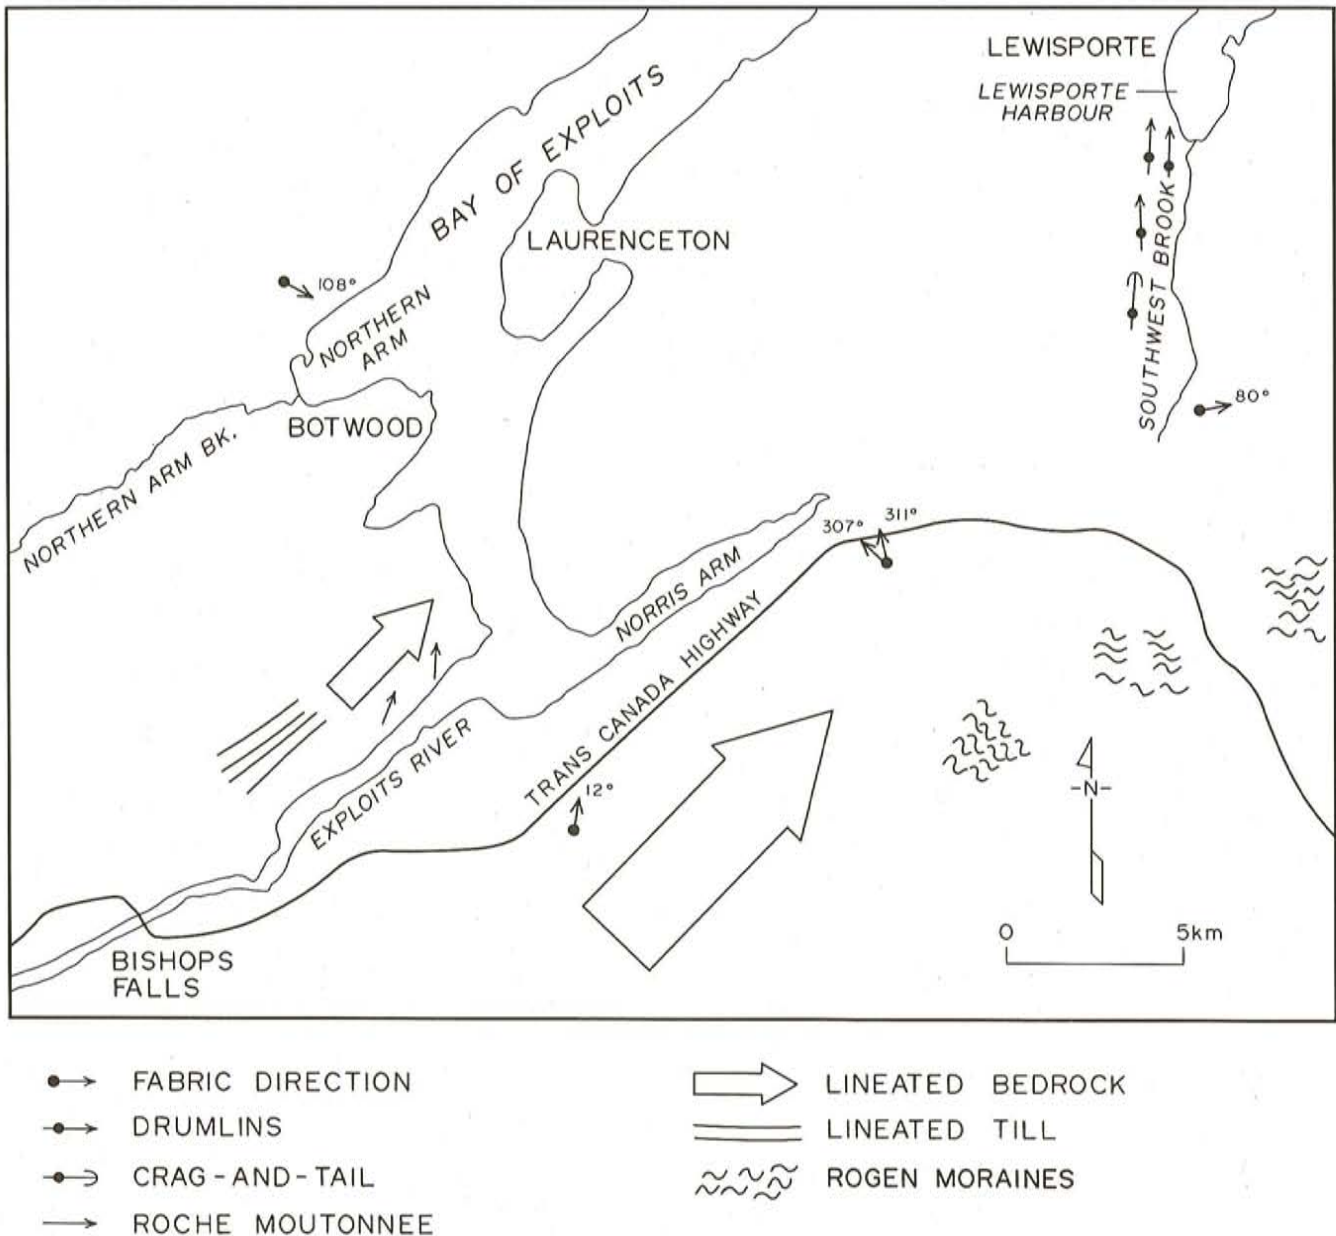 LEWISPORTE
LEWISPORTE
HARBOUR
BAY OF EXPLOITS
LAURENCETON
SOUTHWEST BROOK
108°
NORTHERN
ARM
80°
BOTWOOD
NORTHERN ARM BK.
307°
311°
NORRIS ARM
TRANS CANADA HIGHWAY
EXPLOITS RIVER
12°
-N-
BISHOPS
FALLS
0 5km
FABRIC DIRECTION
DRUMLINS
CRAG-AND-TAIL
ROCHE MOUTONNEE
LINEATED BEDROCK
LINEATED TILL
ROGEN MORAINES